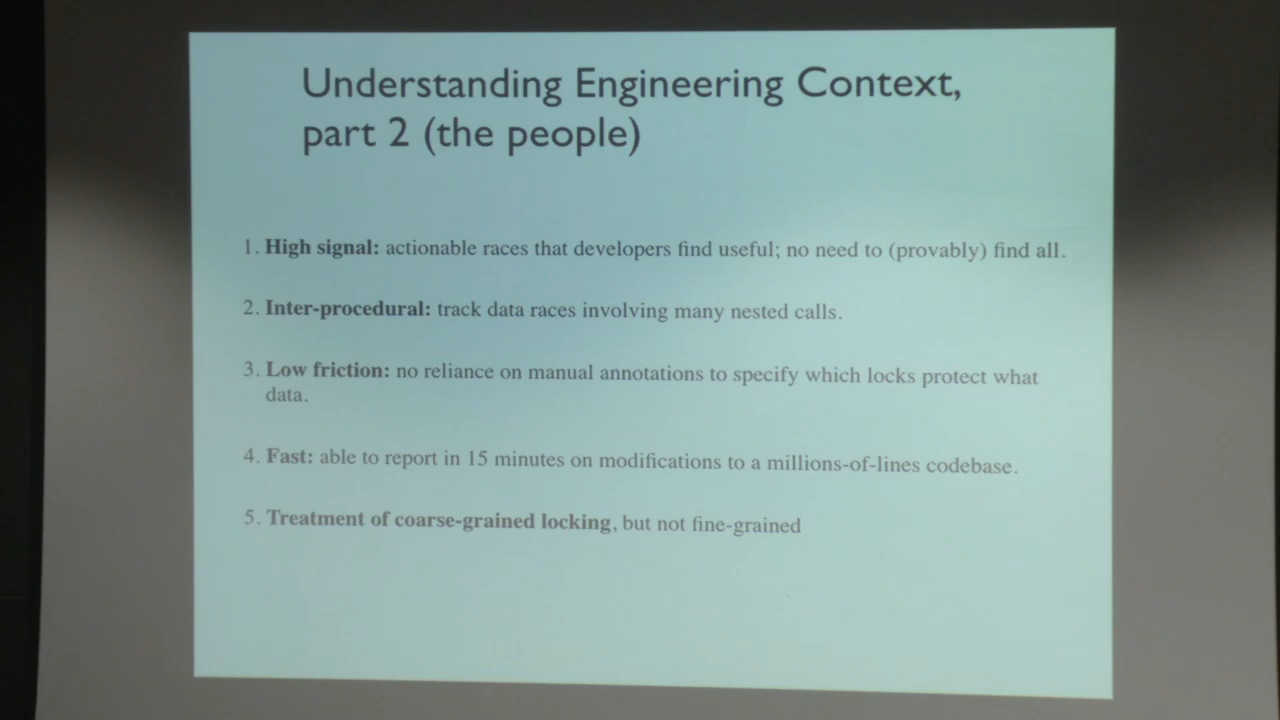 Understanding Engineering Context,
part 2 (the people)
1. High signal: actionable races that developers find useful; no need to (provably) find all.
2. Inter-procedural: track data races involving many nested calls.
3. Low friction: no reliance on manual annotations to specify which locks protect what
data.
4. Fast: able to report in 15 minutes on modifications to a millions-of-lines codebase.
5. Treatment of coarse-grained locking, but not fine-grained